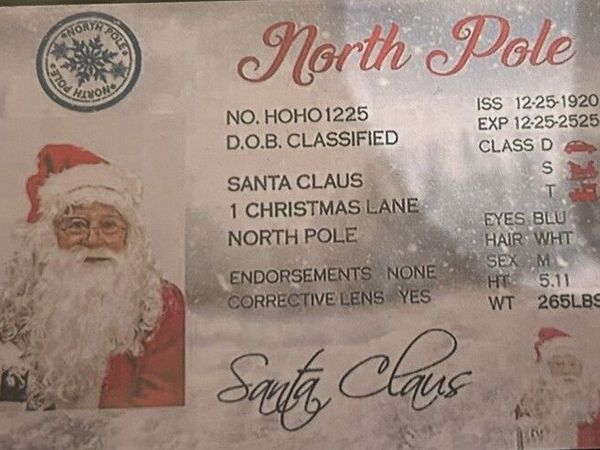 NORTH POLE
NORTH POLE
North Pole
NO. HOHO1225
D.O.B. CLASSIFIED
ISS 12-25-1920
EXP 12-25-2525
CLASS D
S
T
SANTA CLAUS
1 CHRISTMAS LANE
NORTH POLE
EYES BLU
HAIR WHT
SEX M
HT 5.11
WT 265LBS
ENDORSEMENTS NONE
CORRECTIVE LENS YES
Santa Claus